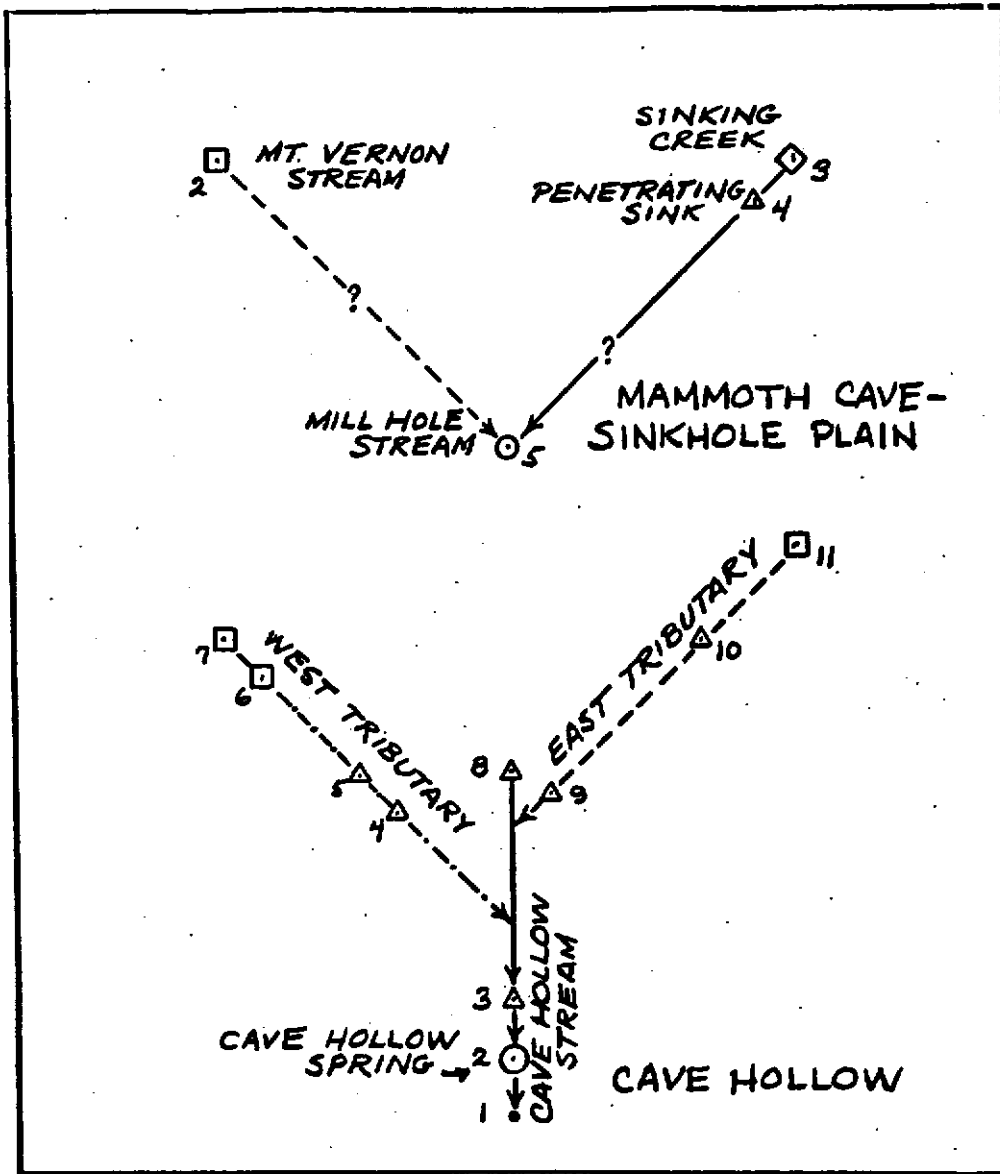 MT. VERNON
STREAM
2
SINKING
CREEK
3
PENETRATING
SINK
4
?
?
MILL HOLE
STREAM
5
MAMMOTH CAVE-
SINKHOLE PLAIN
11
EAST TRIBUTARY
10
7
WEST TRIBUTARY
6
8
9
5
4
3
CAVE HOLLOW
STREAM
CAVE HOLLOW
SPRING
2
1
CAVE HOLLOW